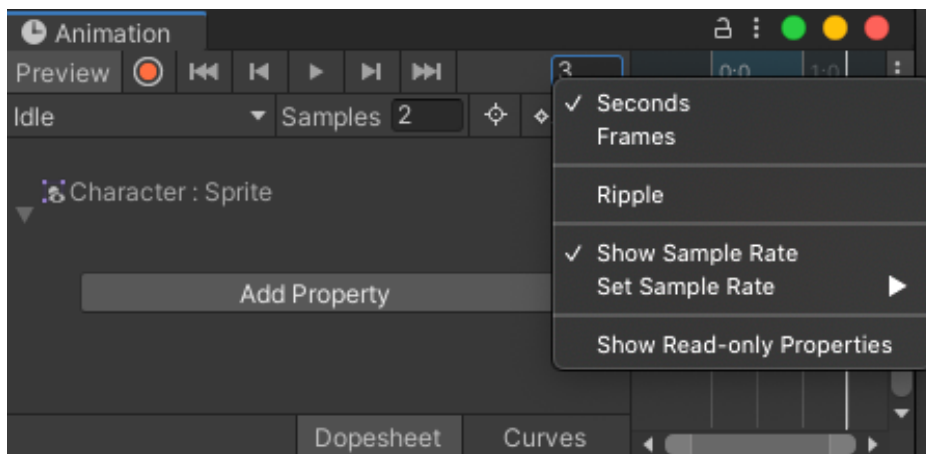 Animation
Preview
3
0:0
1:0
Idle
Samples 2
Seconds
Frames
Ripple
Show Sample Rate
Set Sample Rate
Show Read-only Properties
Character : Sprite
Add Property
Dopesheet
Curves